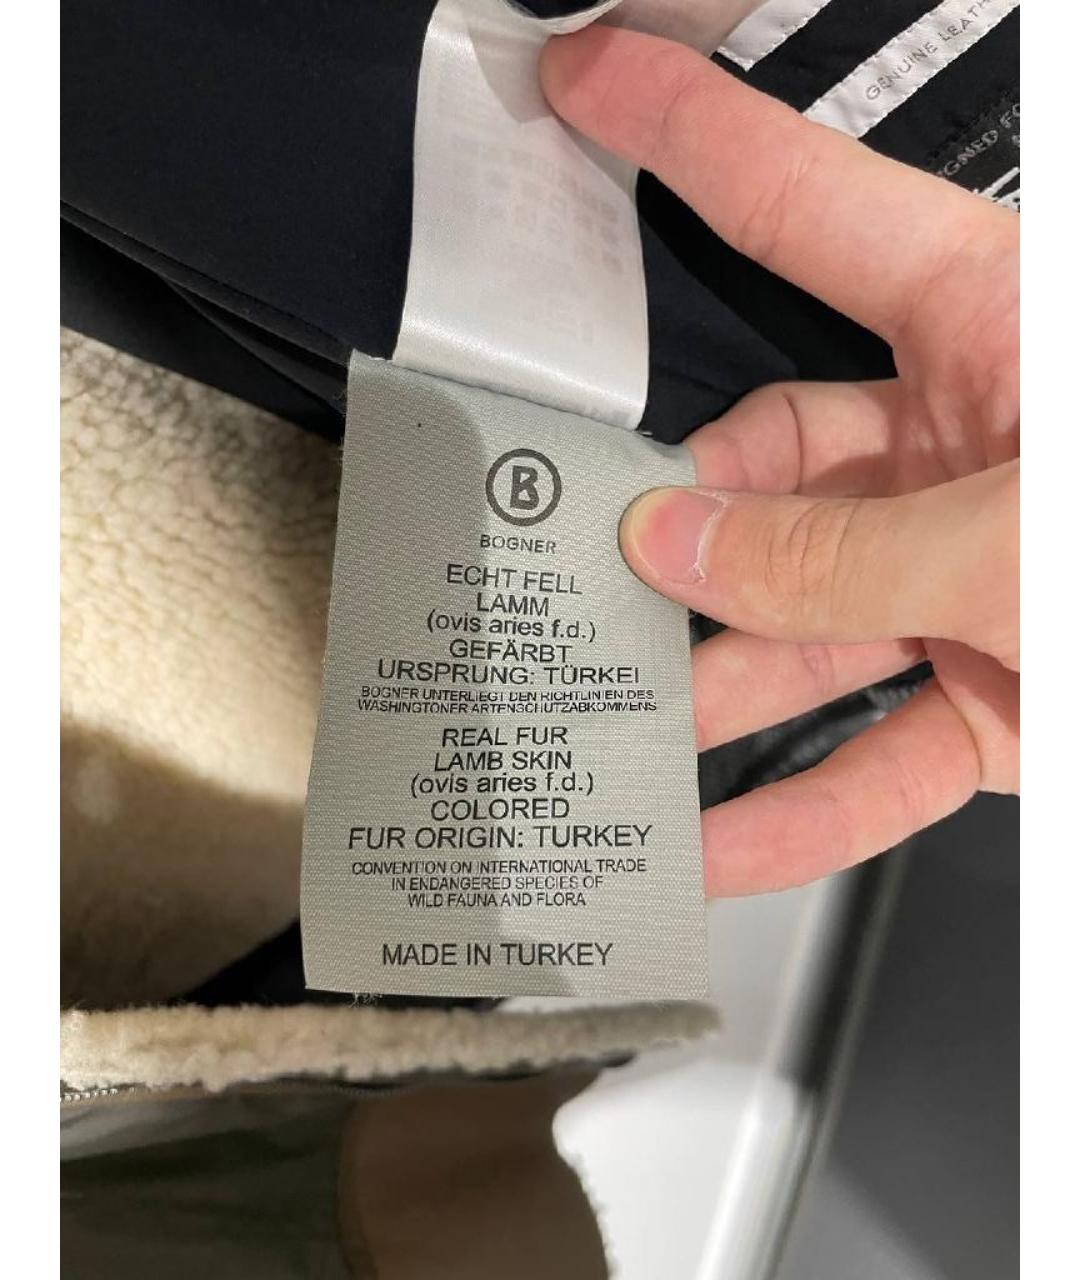 GENUINE LEATH
GNED FO
B
BOGNER
ECHT FELL
LAMM
(ovis aries f.d.)
GEFÄRBT
URSPRUNG: TÜRKEI
BOGNER UNTERLIEGT DEN RICHTLINIEN DES
WASHINGTONER ARTENSCHUTZABKOMMENS
REAL FUR
LAMB SKIN
(ovis aries f.d.)
COLORED
FUR ORIGIN: TURKEY
CONVENTION ON INTERNATIONAL TRADE
IN ENDANGERED SPECIES OF
WILD FAUNA AND FLORA
MADE IN TURKEY